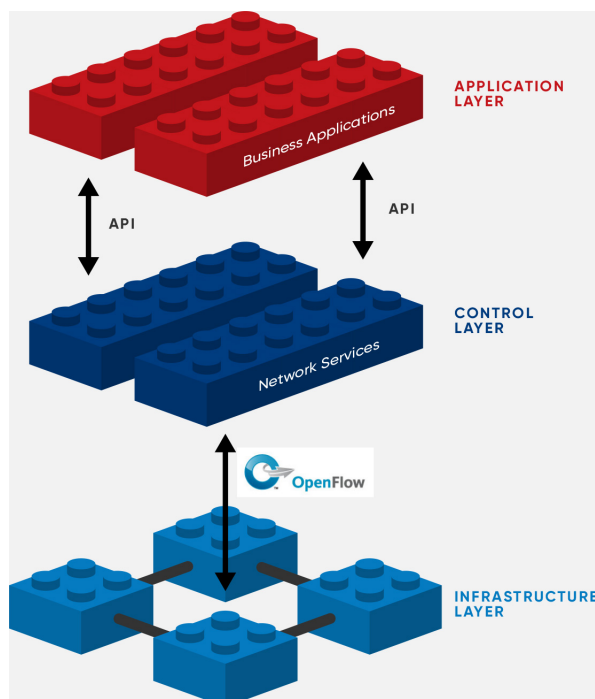 APPLICATION
LAYER
Business Applications
API
API
CONTROL
LAYER
Network Services
OpenFlow
INFRASTRUCTURE
LAYER